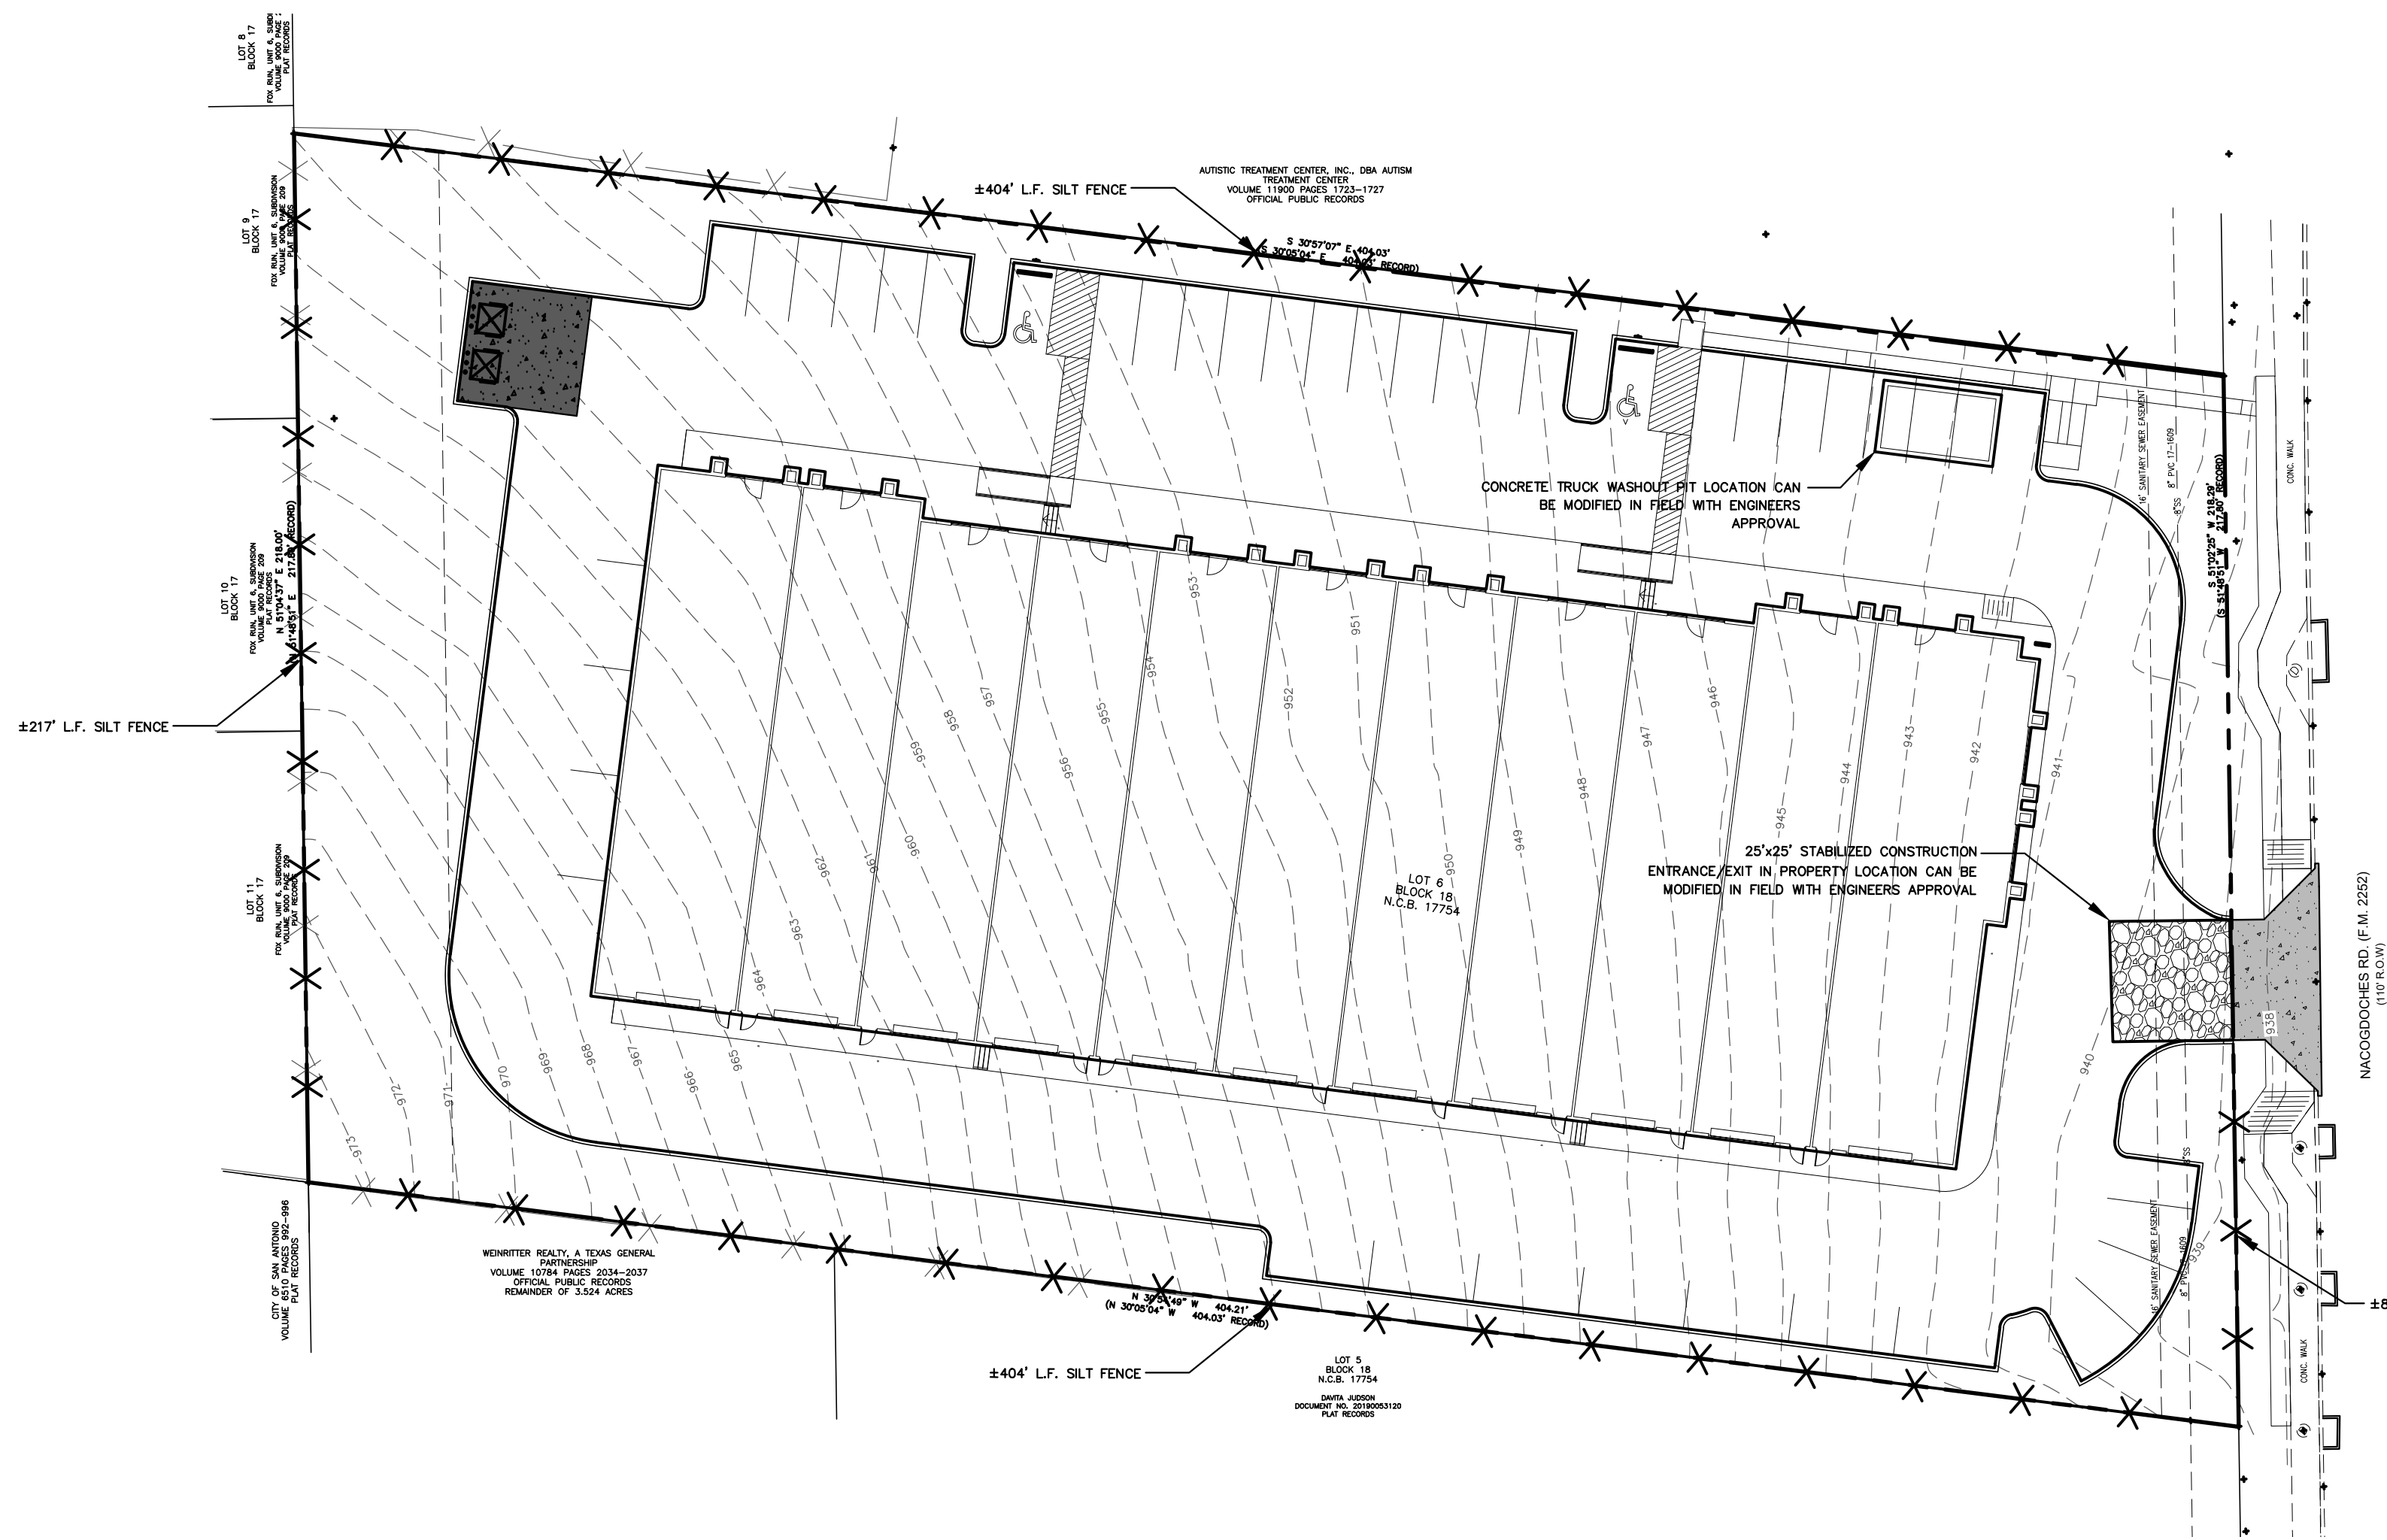 LOT 8
BLOCK 17
FOX RUN, UNIT 6, SUBDI
VOLUME 9000 PAGE
PLAT RECORDS
LOT 9
BLOCK 17
FOX RUN, UNIT 6, SUBDIVISION
VOLUME 9000 PAGE 209
PLAT RECORDS
±404' L.F. SILT FENCE
AUTISTIC TREATMENT CENTER, INC., DBA AUTISM
TREATMENT CENTER
VOLUME 11900 PAGES 1723-1727
OFFICIAL PUBLIC RECORDS
S 30°57'07" E 404.03'
(S 30°05'04" E 404.03' RECORD)
LOT 10
BLOCK 17
FOX RUN, UNIT 6, SUBDIVISION
VOLUME 9000 PAGE 209
PLAT RECORDS
N 51°04'37" E 218.00'
(N 51°48'51" E 217.80' RECORD)
±217' L.F. SILT FENCE
CONCRETE TRUCK WASHOUT PIT LOCATION CAN
BE MODIFIED IN FIELD WITH ENGINEERS
APPROVAL
16' SANITARY SEWER EASEMENT
8" PVC 17-1609
8"SS
S 51°02'25" W 218.29'
(S 51°48'51" W 217.80' RECORD)
CONC. WALK
953
951
954
952
957
955
958
959
956
946
947
948
949
950
945
944
943
942
941
960
961
962
963
964
LOT 6
BLOCK 18
N.C.B. 17754
25'x25' STABILIZED CONSTRUCTION
ENTRANCE/EXIT IN PROPERTY LOCATION CAN BE
MODIFIED IN FIELD WITH ENGINEERS APPROVAL
NACOGDOCHES RD. (F.M. 2252)
(110' R.O.W)
LOT 11
BLOCK 17
FOX RUN, UNIT 6, SUBDIVISION
VOLUME 9000 PAGE 209
PLAT RECORDS
938
940
939
973
972
971
970
969
968
967
966
965
CITY OF SAN ANTONIO
VOLUME 6510 PAGES 992-996
PLAT RECORDS
WEINRITTER REALTY, A TEXAS GENERAL
PARTNERSHIP
VOLUME 10784 PAGES 2034-2037
OFFICIAL PUBLIC RECORDS
REMAINDER OF 3.524 ACRES
N 30°54'49" W 404.21'
(N 30°05'04" W 404.03' RECORD)
±404' L.F. SILT FENCE
LOT 5
BLOCK 18
N.C.B. 17754
DAVITA JUDSON
DOCUMENT NO. 20190053120
PLAT RECORDS
8"SS
16' SANITARY SEWER EASEMENT
8" PVC
±8
CONC. WALK